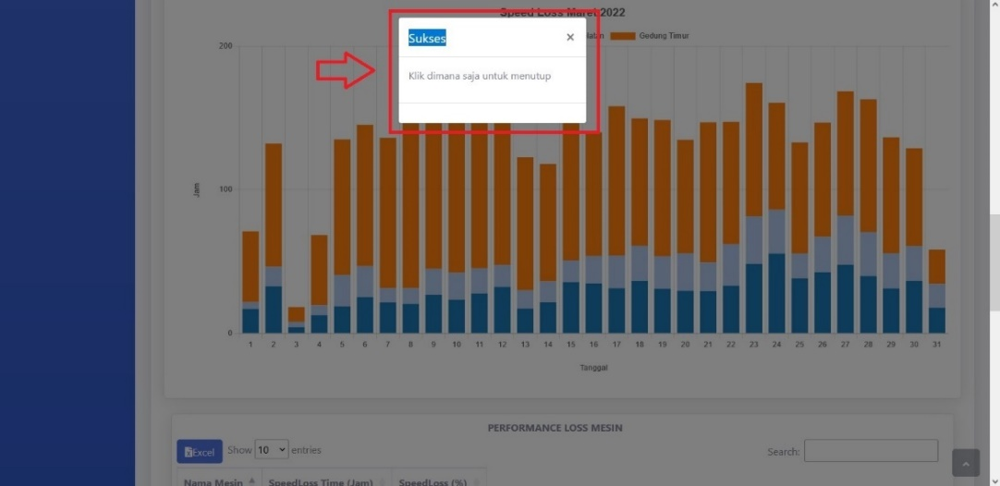 Speed Loss Maret 2022
Gedung Timur
Sukses
×
Klik dimana saja untuk menutup
200
100
0
Jam
1 2 3 4 5 6 7 8 9 10 11 12 13 14 15 16 17 18 19 20 21 22 23 24 25 26 27 28 29 30 31
Tanggal
PERFORMANCE LOSS MESIN
Excel Show 10 entries
Search:
Nama Mesin SpeedLoss Time (Jam) SpeedLoss (%)